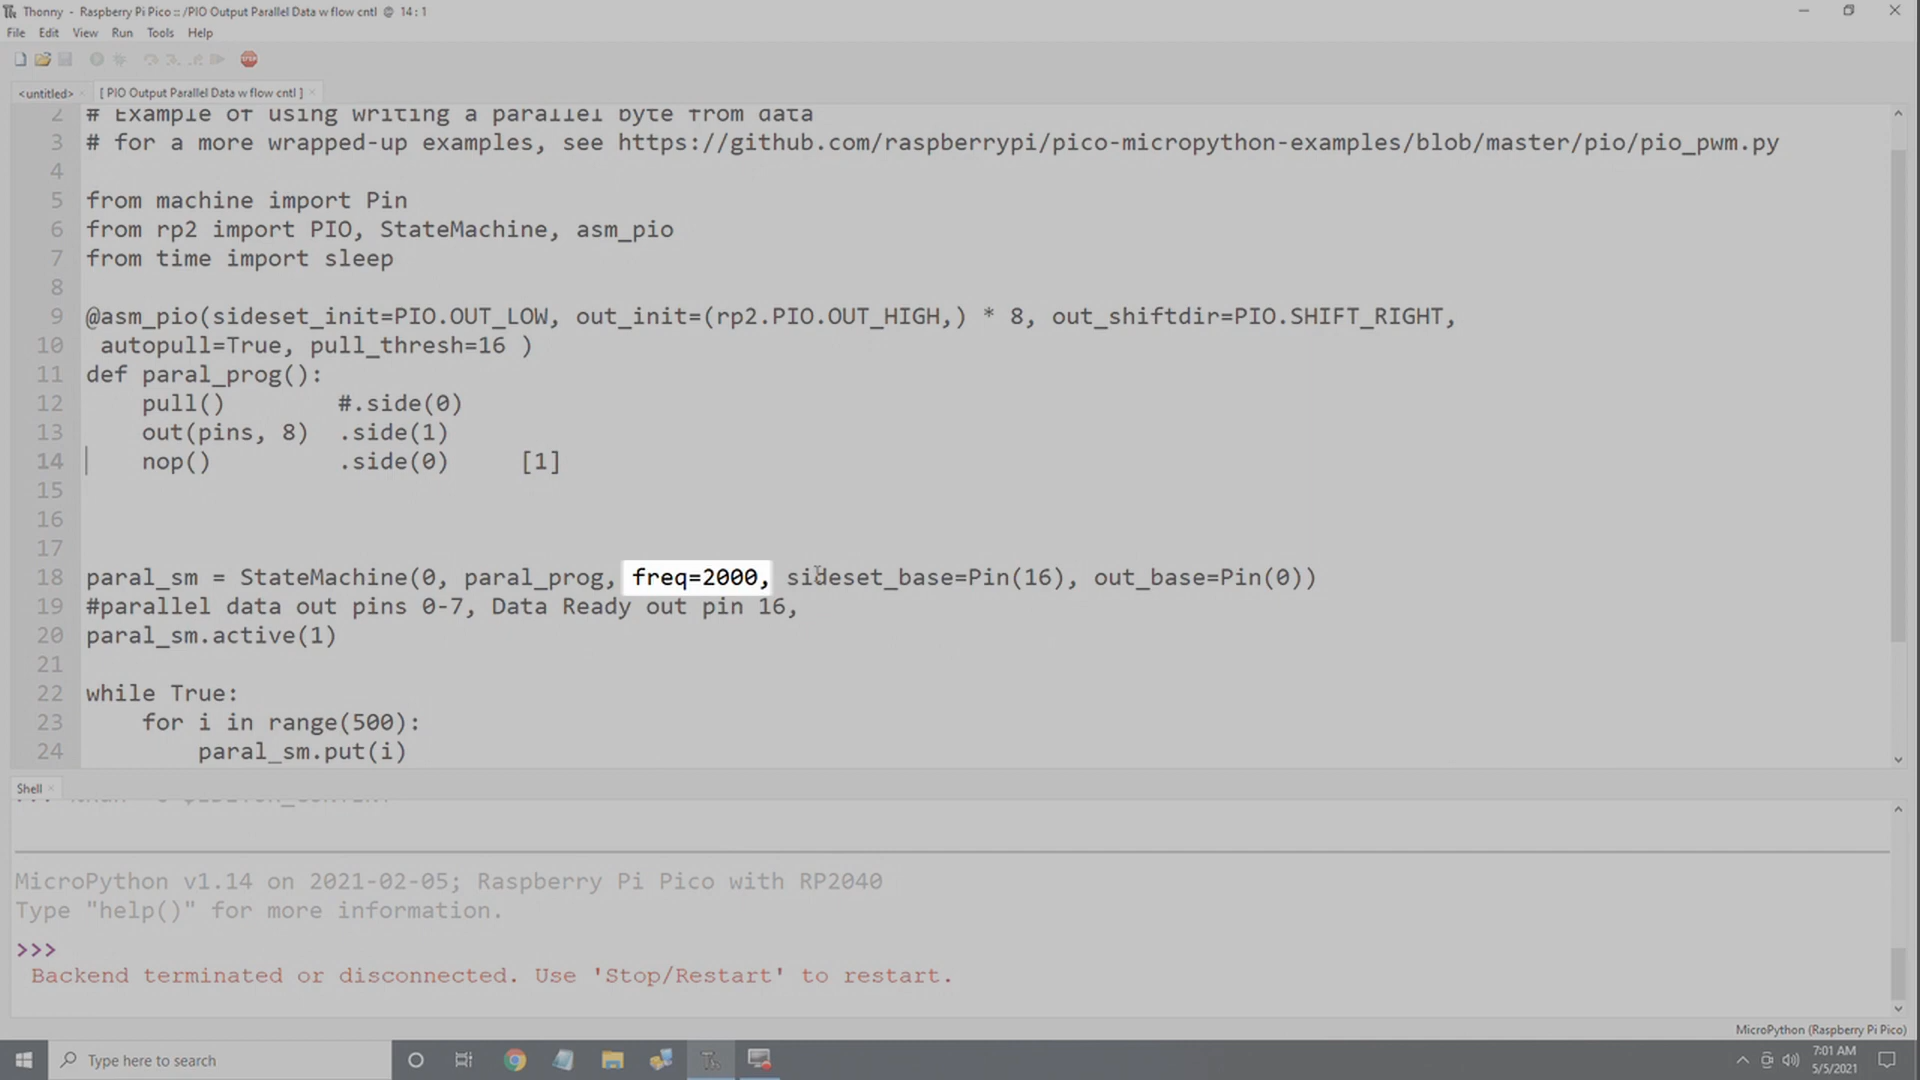 Thonny - Raspberry Pi Pico :: /PIO Output Parallel Data w flow cntl @ 14 : 1
File Edit View Run Tools Help
<untitled> × [ PIO Output Parallel Data w flow cntl ] ×
2 # Example of using writing a parallel byte from data
3 # for a more wrapped-up examples, see https://github.com/raspberrypi/pico-micropython-examples/blob/master/pio/pio_pwm.py
4
5 from machine import Pin
6 from rp2 import PIO, StateMachine, asm_pio
7 from time import sleep
8
9 @asm_pio(sideset_init=PIO.OUT_LOW, out_init=(rp2.PIO.OUT_HIGH,) * 8, out_shiftdir=PIO.SHIFT_RIGHT,
10 autopull=True, pull_thresh=16 )
11 def paral_prog():
12 pull() #.side(0)
13 out(pins, 8) .side(1)
14 nop() .side(0) [1]
15
16
17
18 paral_sm = StateMachine(0, paral_prog, freq=2000, sideset_base=Pin(16), out_base=Pin(0))
19 #parallel data out pins 0-7, Data Ready out pin 16,
20 paral_sm.active(1)
21
22 while True:
23 for i in range(500):
24 paral_sm.put(i)
Shell ×
MicroPython v1.14 on 2021-02-05; Raspberry Pi Pico with RP2040
Type "help()" for more information.
>>>
Backend terminated or disconnected. Use 'Stop/Restart' to restart.
MicroPython (Raspberry Pi Pico)
Type here to search
7:01 AM
5/5/2021